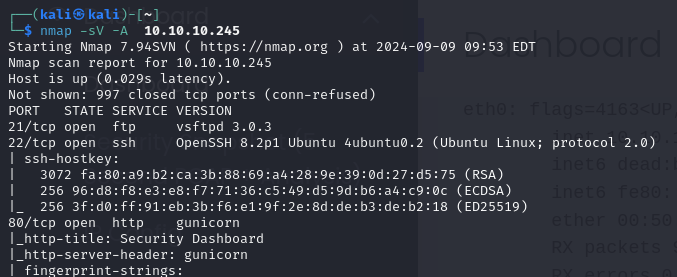 Dashboard
┌──(kali㉿kali)-[~]
└─$ nmap -sV -A  10.10.10.245
Starting Nmap 7.94SVN ( https://nmap.org ) at 2024-09-09 09:53 EDT
Nmap scan report for 10.10.10.245
Host is up (0.029s latency).
Not shown: 997 closed tcp ports (conn-refused)
PORT   STATE SERVICE VERSION
21/tcp open  ftp     vsftpd 3.0.3
22/tcp open  ssh     OpenSSH 8.2p1 Ubuntu 4ubuntu0.2 (Ubuntu Linux; protocol 2.0)
| ssh-hostkey:
|   3072 fa:80:a9:b2:ca:3b:88:69:a4:28:9e:39:0d:27:d5:75 (RSA)
|   256 96:d8:f8:e3:e8:f7:71:36:c5:49:d5:9d:b6:a4:c9:0c (ECDSA)
|_  256 3f:d0:ff:91:eb:3b:f6:e1:9f:2e:8d:de:b3:de:b2:18 (ED25519)
80/tcp open  http    gunicorn
|_http-title: Security Dashboard
|_http-server-header: gunicorn
| fingerprint-strings:
Dashboard
eth0: flags=4163<UP,
inet 10.10.
inet6 dead:b
inet6 fe80:
ether 00:50
RX packets
RX errors 0